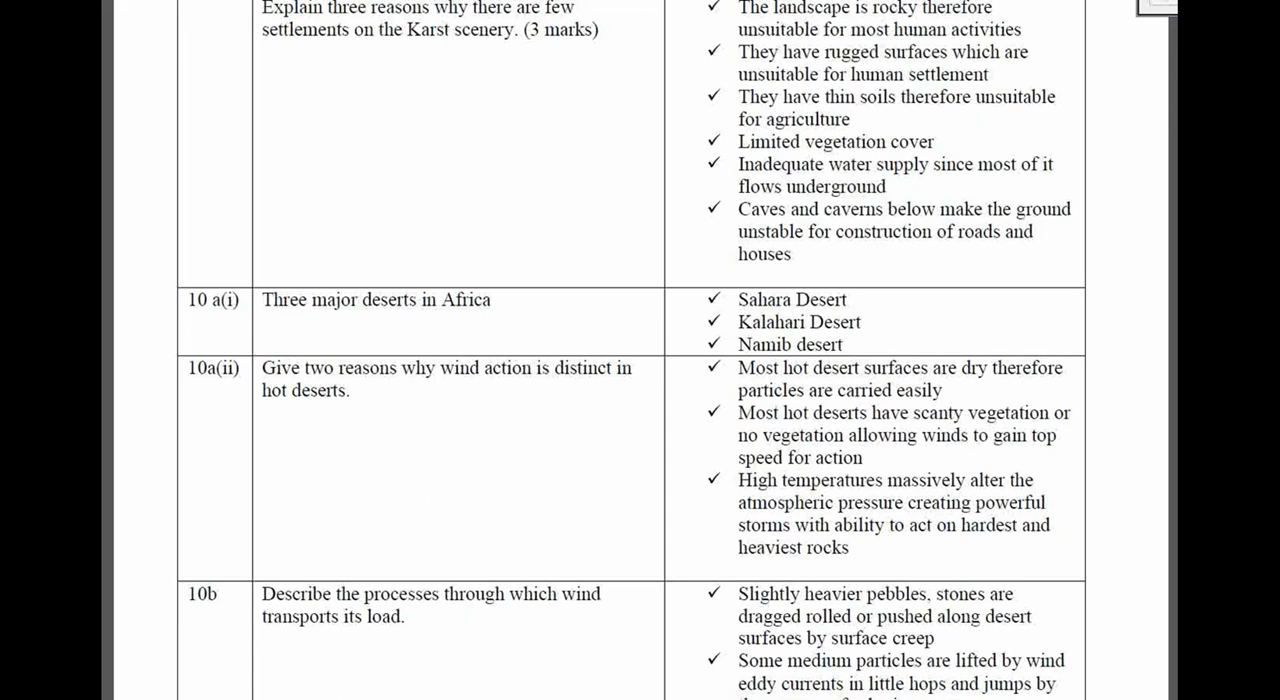 Explain three reasons why there are few
settlements on the Karst scenery. (3 marks)
✓ The landscape is rocky therefore
unsuitable for most human activities
✓ They have rugged surfaces which are
unsuitable for human settlement
✓ They have thin soils therefore unsuitable
for agriculture
✓ Limited vegetation cover
✓ Inadequate water supply since most of it
flows underground
✓ Caves and caverns below make the ground
unstable for construction of roads and
houses
10 a(i)
Three major deserts in Africa
✓ Sahara Desert
✓ Kalahari Desert
✓ Namib desert
10a(ii)
Give two reasons why wind action is distinct in
hot deserts.
✓ Most hot desert surfaces are dry therefore
particles are carried easily
✓ Most hot deserts have scanty vegetation or
no vegetation allowing winds to gain top
speed for action
✓ High temperatures massively alter the
atmospheric pressure creating powerful
storms with ability to act on hardest and
heaviest rocks
10b
Describe the processes through which wind
transports its load.
✓ Slightly heavier pebbles, stones are
dragged rolled or pushed along desert
surfaces by surface creep
✓ Some medium particles are lifted by wind
eddy currents in little hops and jumps by